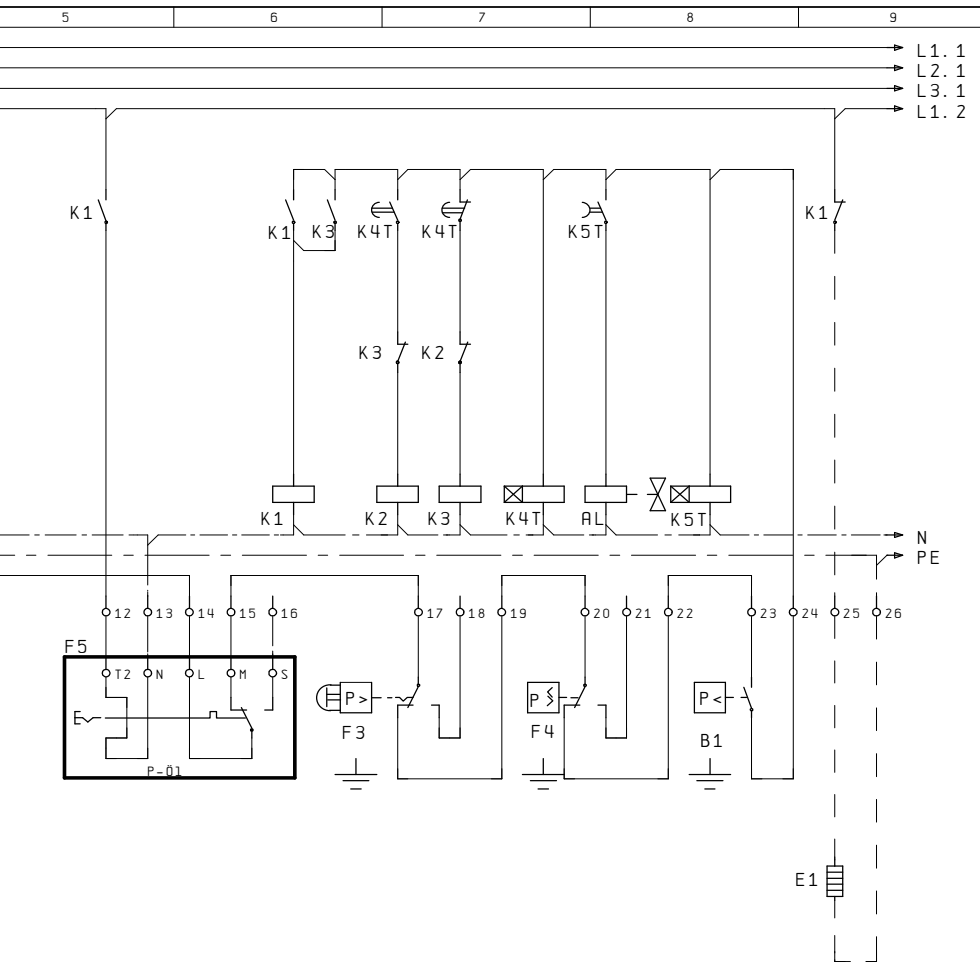 5 6 7 8 9
L1.1
L2.1
L3.1
L1.2
K1 K1 K3 K4T K4T K5T K1
K3 K2
K1 K2 K3 K4T AL K5T
N
PE
12 13 14 15 16 17 18 19 20 21 22 23 24 25 26
F5
T2 N L M S
P> P P<
F3 F4 B1
P-Öl
E1